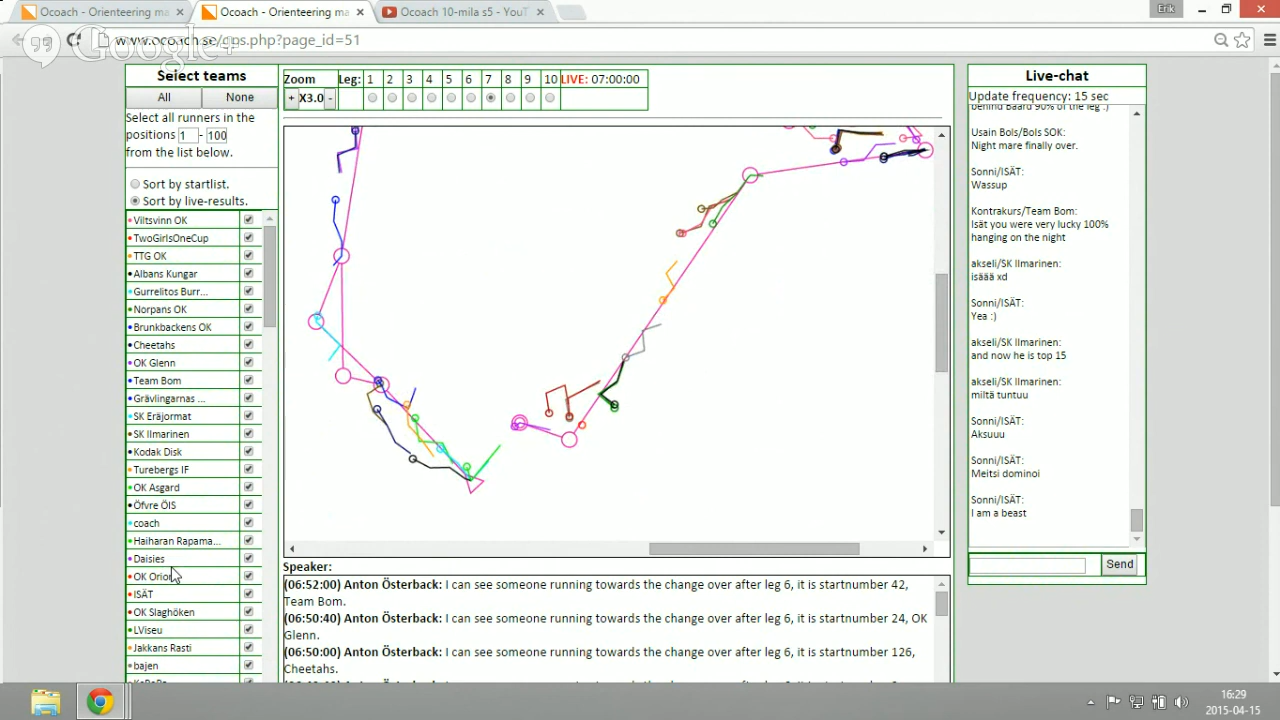 Ocoach - Orienteering ma
Ocoach - Orienteering ma
Ocoach 10-mila s5 - YouT
Erik
www.ocoach.se/gps.php?page_id=51
Google+
Select teams
All
None
Select all runners in the
positions 1 - 100
from the list below.
Sort by startlist.
Sort by live-results.
Viltsvinn OK
TwoGirlsOneCup
TTG OK
Albans Kungar
Gurrelitos Burr...
Norpans OK
Brunkbackens OK
Cheetahs
OK Glenn
Team Bom
Grävlingarnas ...
SK Eräjormat
SK Ilmarinen
Kodak Disk
Turebergs IF
OK Asgard
Öfvre ÖIS
coach
Haiharan Rapama...
Daisies
OK Orion
ISÄT
OK Slaghöken
LViseu
Jakkans Rasti
bajen
Zoom
Leg:
1 2 3 4 5 6 7 8 9 10
LIVE: 07:00:00
+ X3.0 -
Speaker:
(06:52:00) Anton Österback: I can see someone running towards the change over after leg 6, it is startnumber 42,
Team Bom.
(06:50:40) Anton Österback: I can see someone running towards the change over after leg 6, it is startnumber 24, OK
Glenn.
(06:50:00) Anton Österback: I can see someone running towards the change over after leg 6, it is startnumber 126,
Cheetahs.
Live-chat
Update frequency: 15 sec
behind Baard 90% of the leg :)
Usain Bols/Bols SOK:
Night mare finally over.
Sonni/ISÄT:
Wassup
Kontrakurs/Team Bom:
Isät you were very lucky 100%
hanging on the night
akseli/SK Ilmarinen:
isäää xd
Sonni/ISÄT:
Yea :)
akseli/SK Ilmarinen:
and now he is top 15
akseli/SK Ilmarinen:
miltä tuntuu
Sonni/ISÄT:
Aksuuu
Sonni/ISÄT:
Meitsi dominoi
Sonni/ISÄT:
I am a beast
Send
16:29
2015-04-15